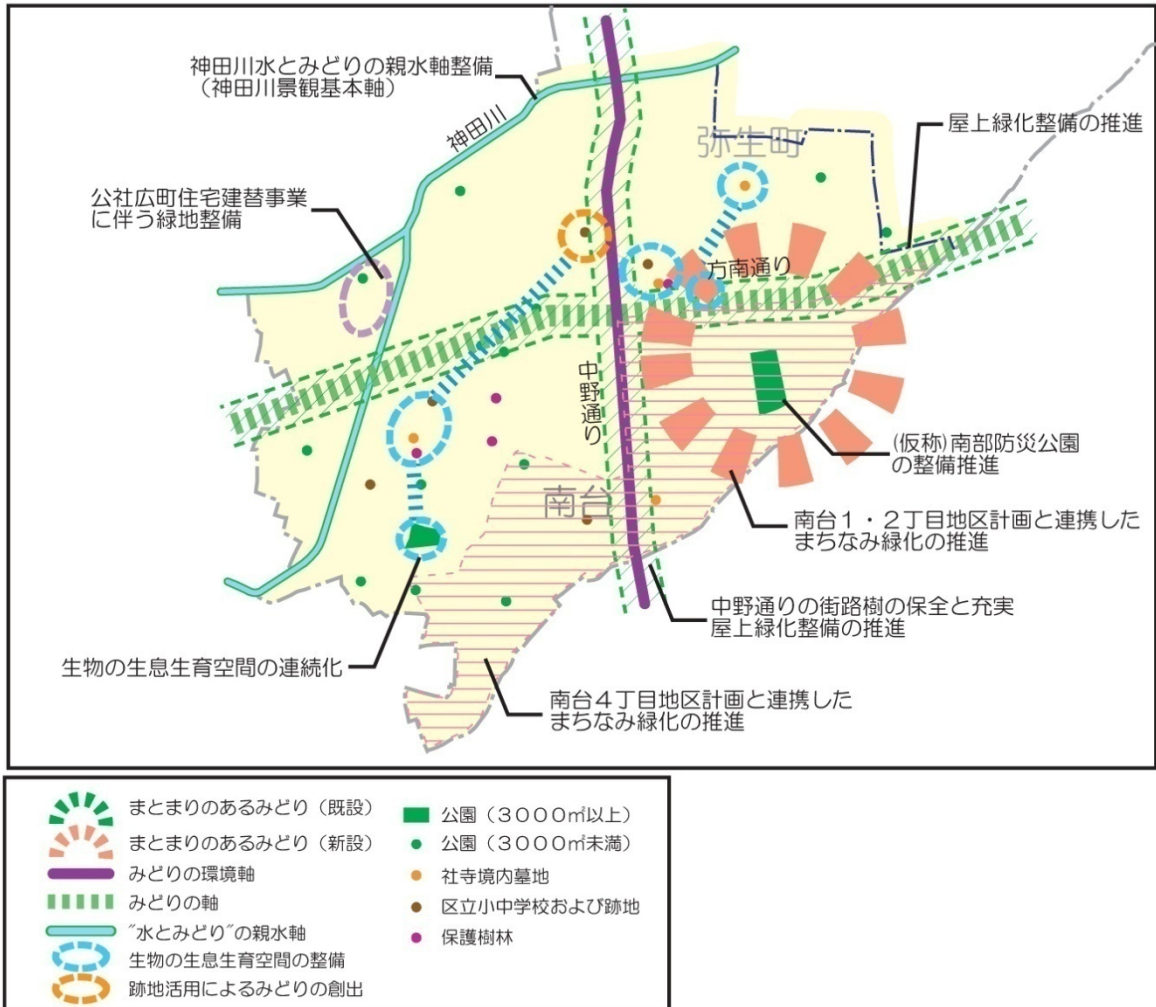 神田川水とみどりの親水軸整備
（神田川景観基本軸）
神田川
弥生町
屋上緑化整備の推進
公社広町住宅建替事業
に伴う緑地整備
方南通り
中野通り
(仮称)南部防災公園
の整備推進
南台
南台１・２丁目地区計画と連携した
まちなみ緑化の推進
中野通りの街路樹の保全と充実
屋上緑化整備の推進
生物の生息生育空間の連続化
南台４丁目地区計画と連携した
まちなみ緑化の推進
まとまりのあるみどり（既設）
まとまりのあるみどり（新設）
みどりの環境軸
みどりの軸
"水とみどり"の親水軸
生物の生息生育空間の整備
跡地活用によるみどりの創出
公園（３０００㎡以上）
公園（３０００㎡未満）
社寺境内墓地
区立小中学校および跡地
保護樹林